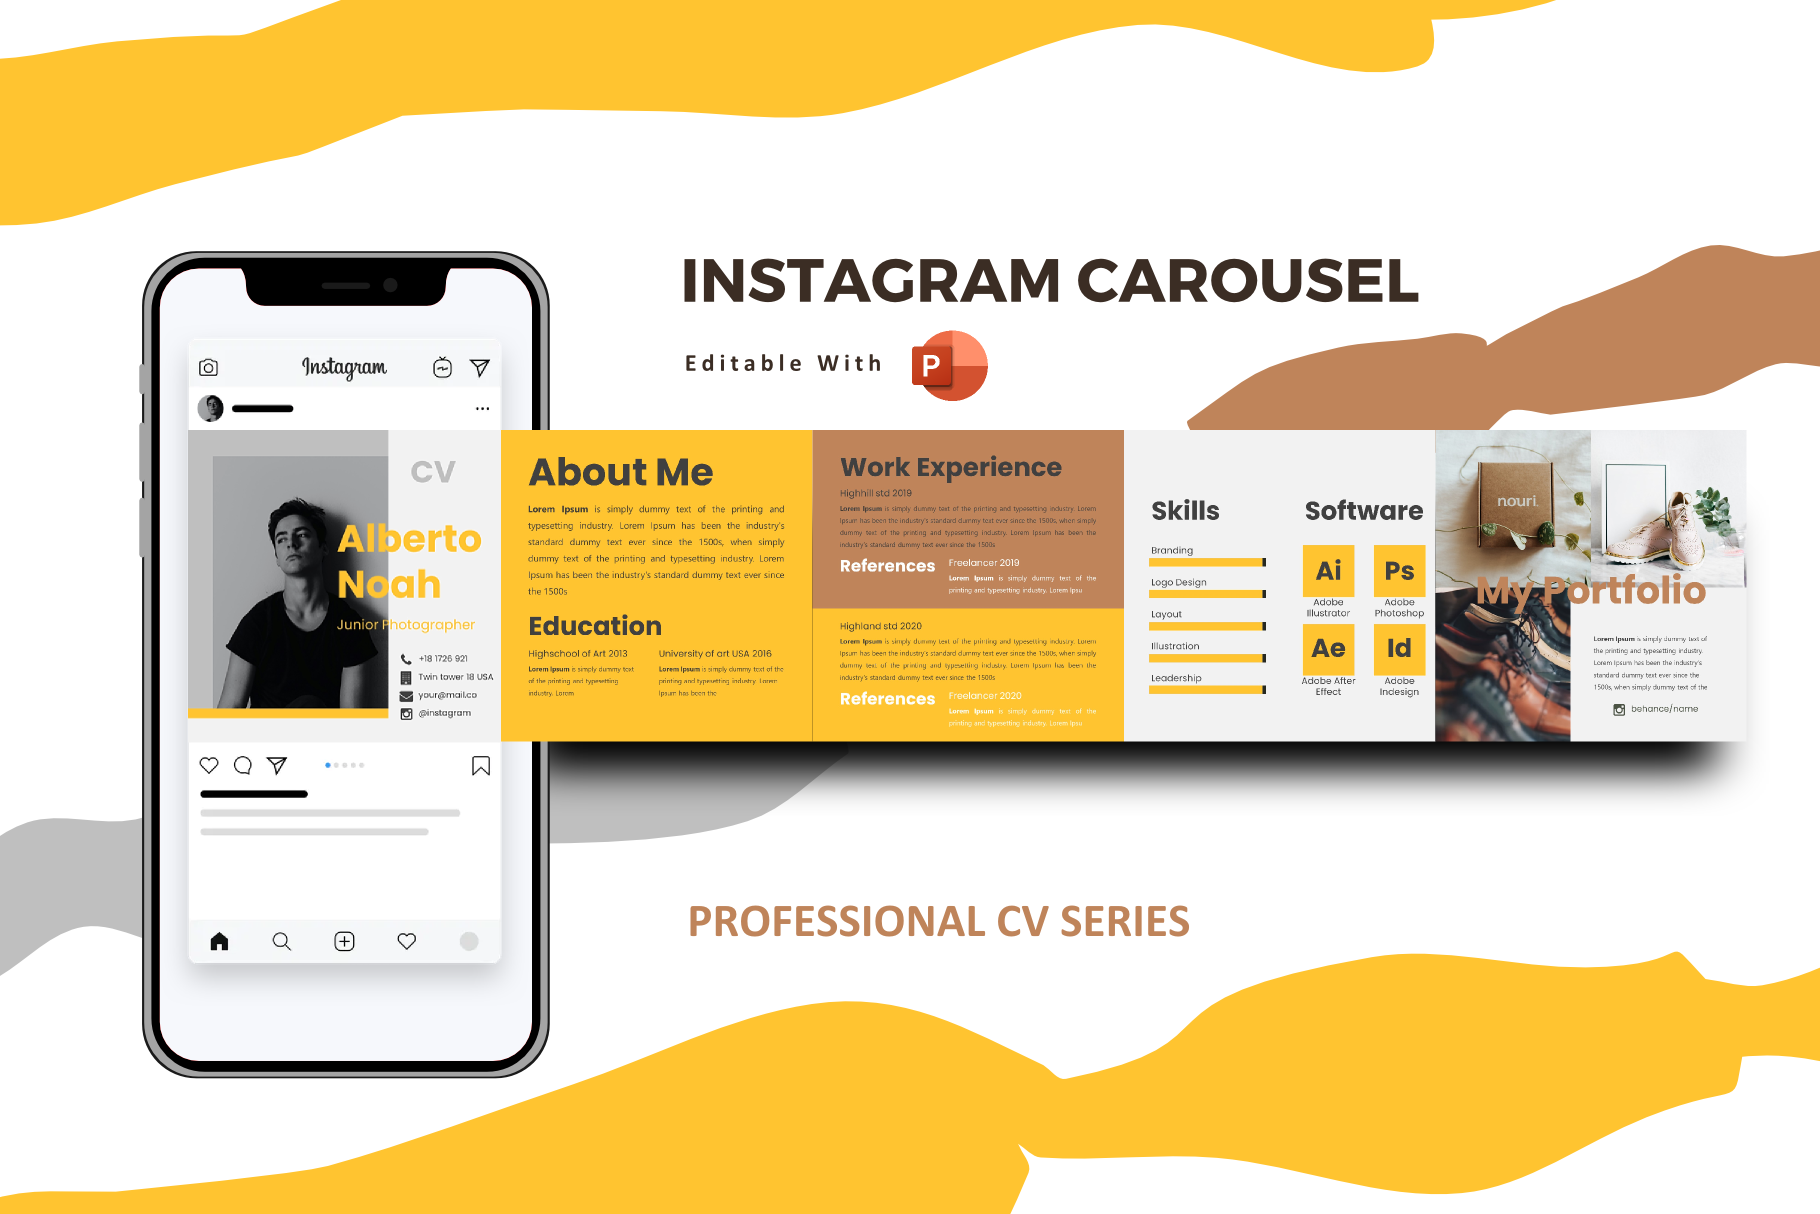 INSTAGRAM CAROUSEL
Editable With
P
Instagram
CV
Alberto
Noah
Junior Photographer
+18 1726 921
Twin tower 18 USA
your@mail.co
@instagram
About Me
Lorem Ipsum is simply dummy text of the printing and
typesetting industry. Lorem Ipsum has been the industry's
standard dummy text ever since the 1500s, when simply
dummy text of the printing and typesetting industry. Lorem
Ipsum has been the industry's standard dummy text ever since
the 1500s
Education
Highschool of Art 2013
Lorem Ipsum is simply dummy text
of the printing and typesetting
industry. Lorem
University of art USA 2016
Lorem Ipsum is simply dummy text of the
printing and typesetting industry. Lorem
Ipsum has been the
Work Experience
Highhill std 2019
Lorem Ipsum is simply dummy text of the printing and typesetting industry. Lorem
Ipsum has been the industry's standard dummy text ever since the 1500s, when simply
dummy text of the printing and typesetting industry. Lorem Ipsum has been the
industry's standard dummy text ever since the 1500s
References
Freelancer 2019
Lorem Ipsum is simply dummy text of the
printing and typesetting industry. Lorem Ipsu
Highland std 2020
Lorem Ipsum is simply dummy text of the printing and typesetting industry. Lorem
Ipsum has been the industry's standard dummy text ever since the 1500s, when simply
dummy text of the printing and typesetting industry. Lorem Ipsum has been the
industry's standard dummy text ever since the 1500s
References
Freelancer 2020
Lorem Ipsum is simply dummy text of the
printing and typesetting industry. Lorem Ipsu
Skills
Branding
Logo Design
Layout
Illustration
Leadership
Software
Ai
Adobe
Illustrator
Ps
Adobe
Photoshop
Ae
Adobe After
Effect
Id
Adobe
Indesign
nouri.
My Portfolio
Lorem Ipsum is simply dummy text of
the printing and typesetting industry.
Lorem Ipsum has been the industry's
standard dummy text ever since the
1500s, when simply dummy text of the
behance/name
PROFESSIONAL CV SERIES